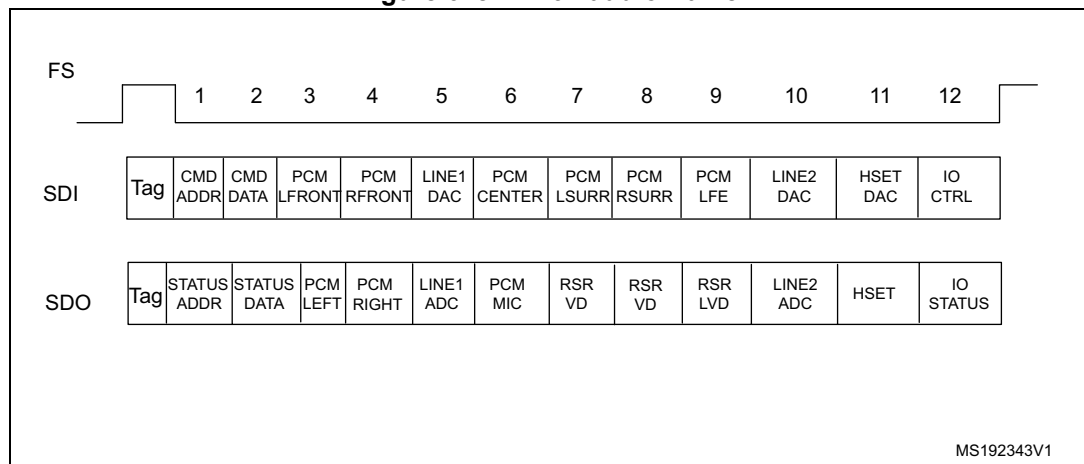 FS
1 2 3 4 5 6 7 8 9 10 11 12
SDI
Tag
CMD ADDR
CMD DATA
PCM LFRONT
PCM RFRONT
LINE1 DAC
PCM CENTER
PCM LSURR
PCM RSURR
PCM LFE
LINE2 DAC
HSET DAC
IO CTRL
SDO
Tag
STATUS ADDR
STATUS DATA
PCM LEFT
PCM RIGHT
LINE1 ADC
PCM MIC
RSR VD
RSR VD
RSR LVD
LINE2 ADC
HSET
IO STATUS
MS192343V1